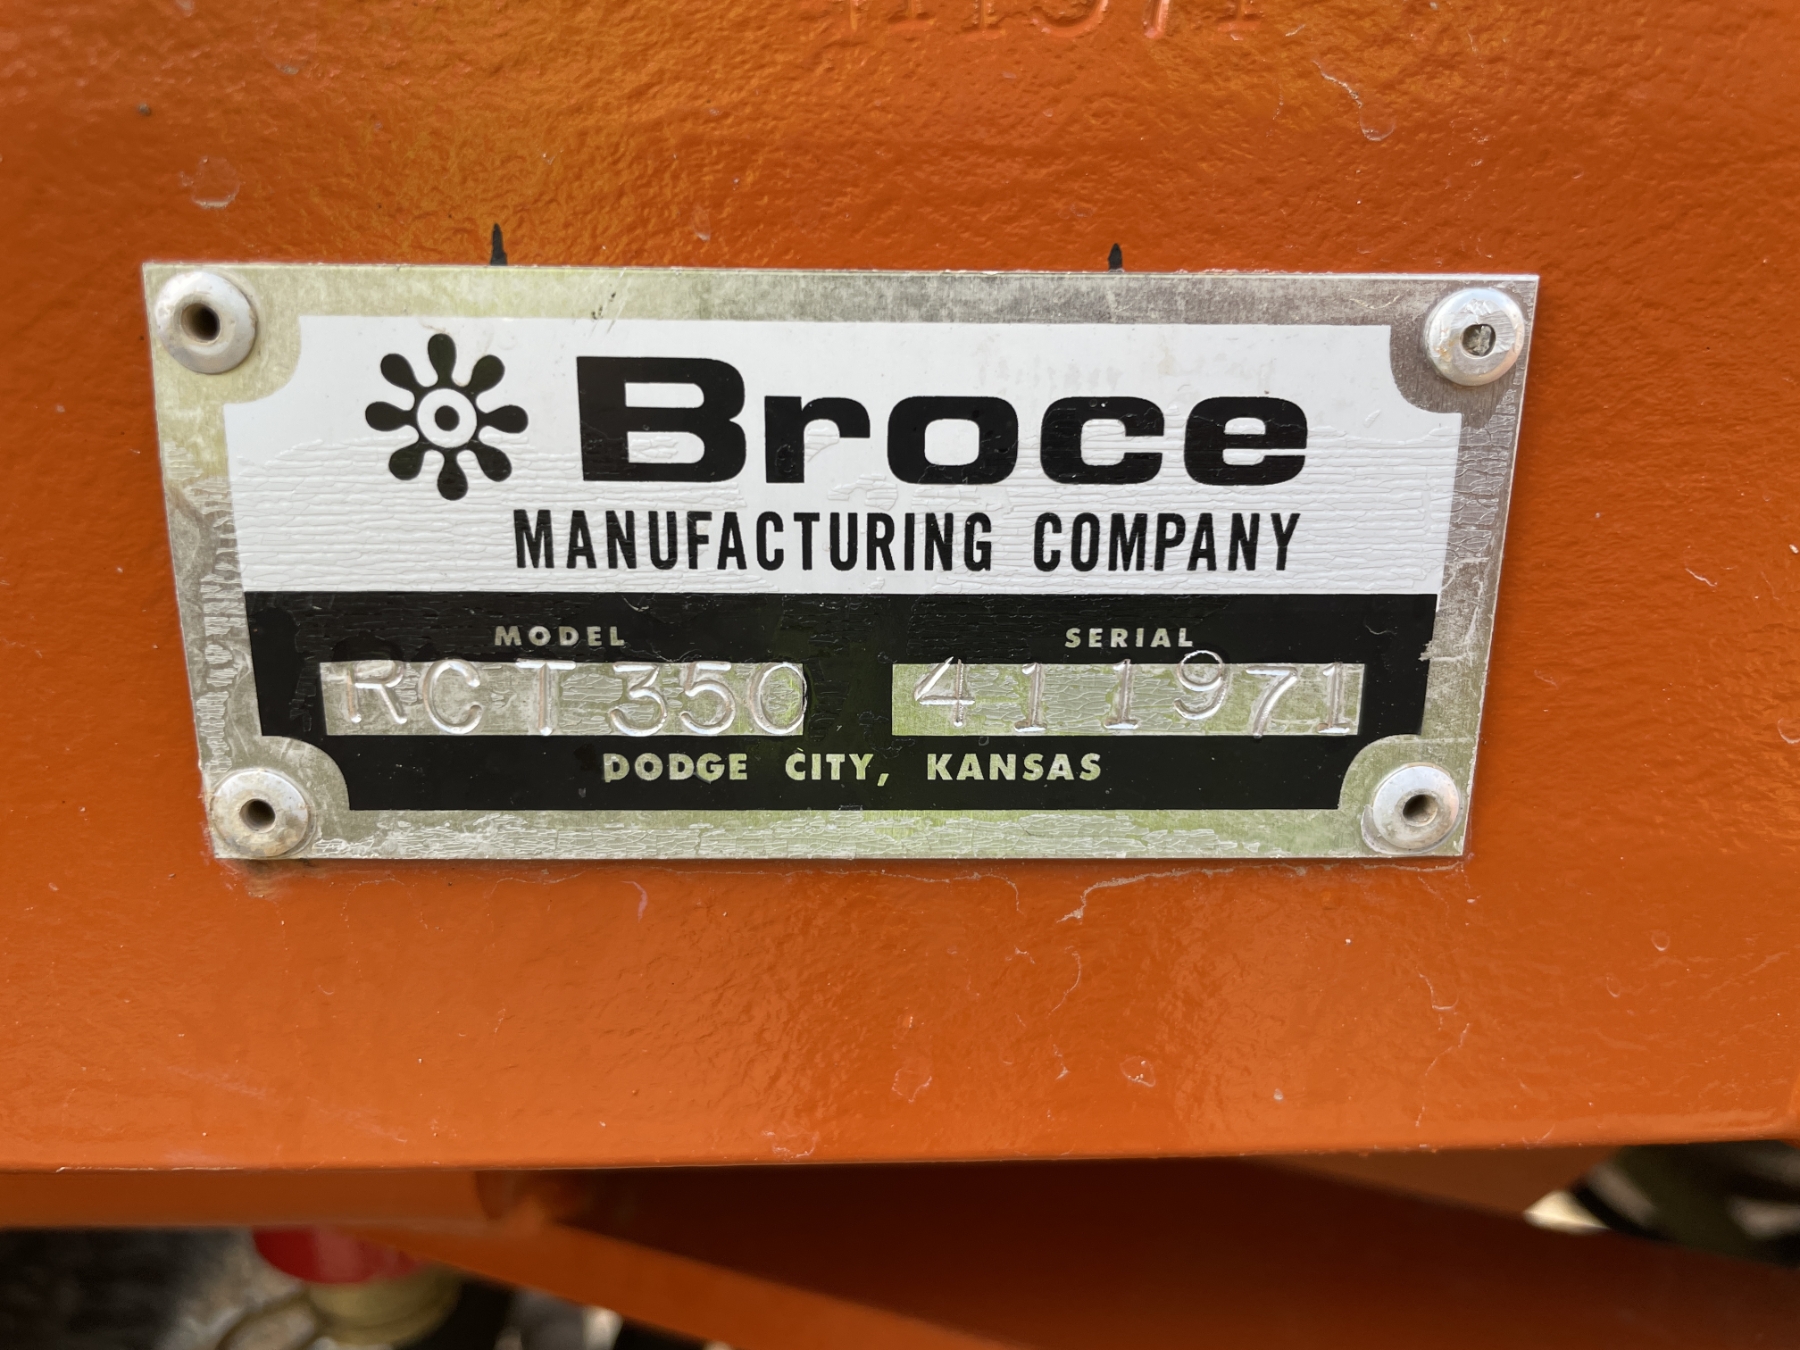 Broce
MANUFACTURING COMPANY
MODEL SERIAL
RCT350 411971
DODGE CITY, KANSAS